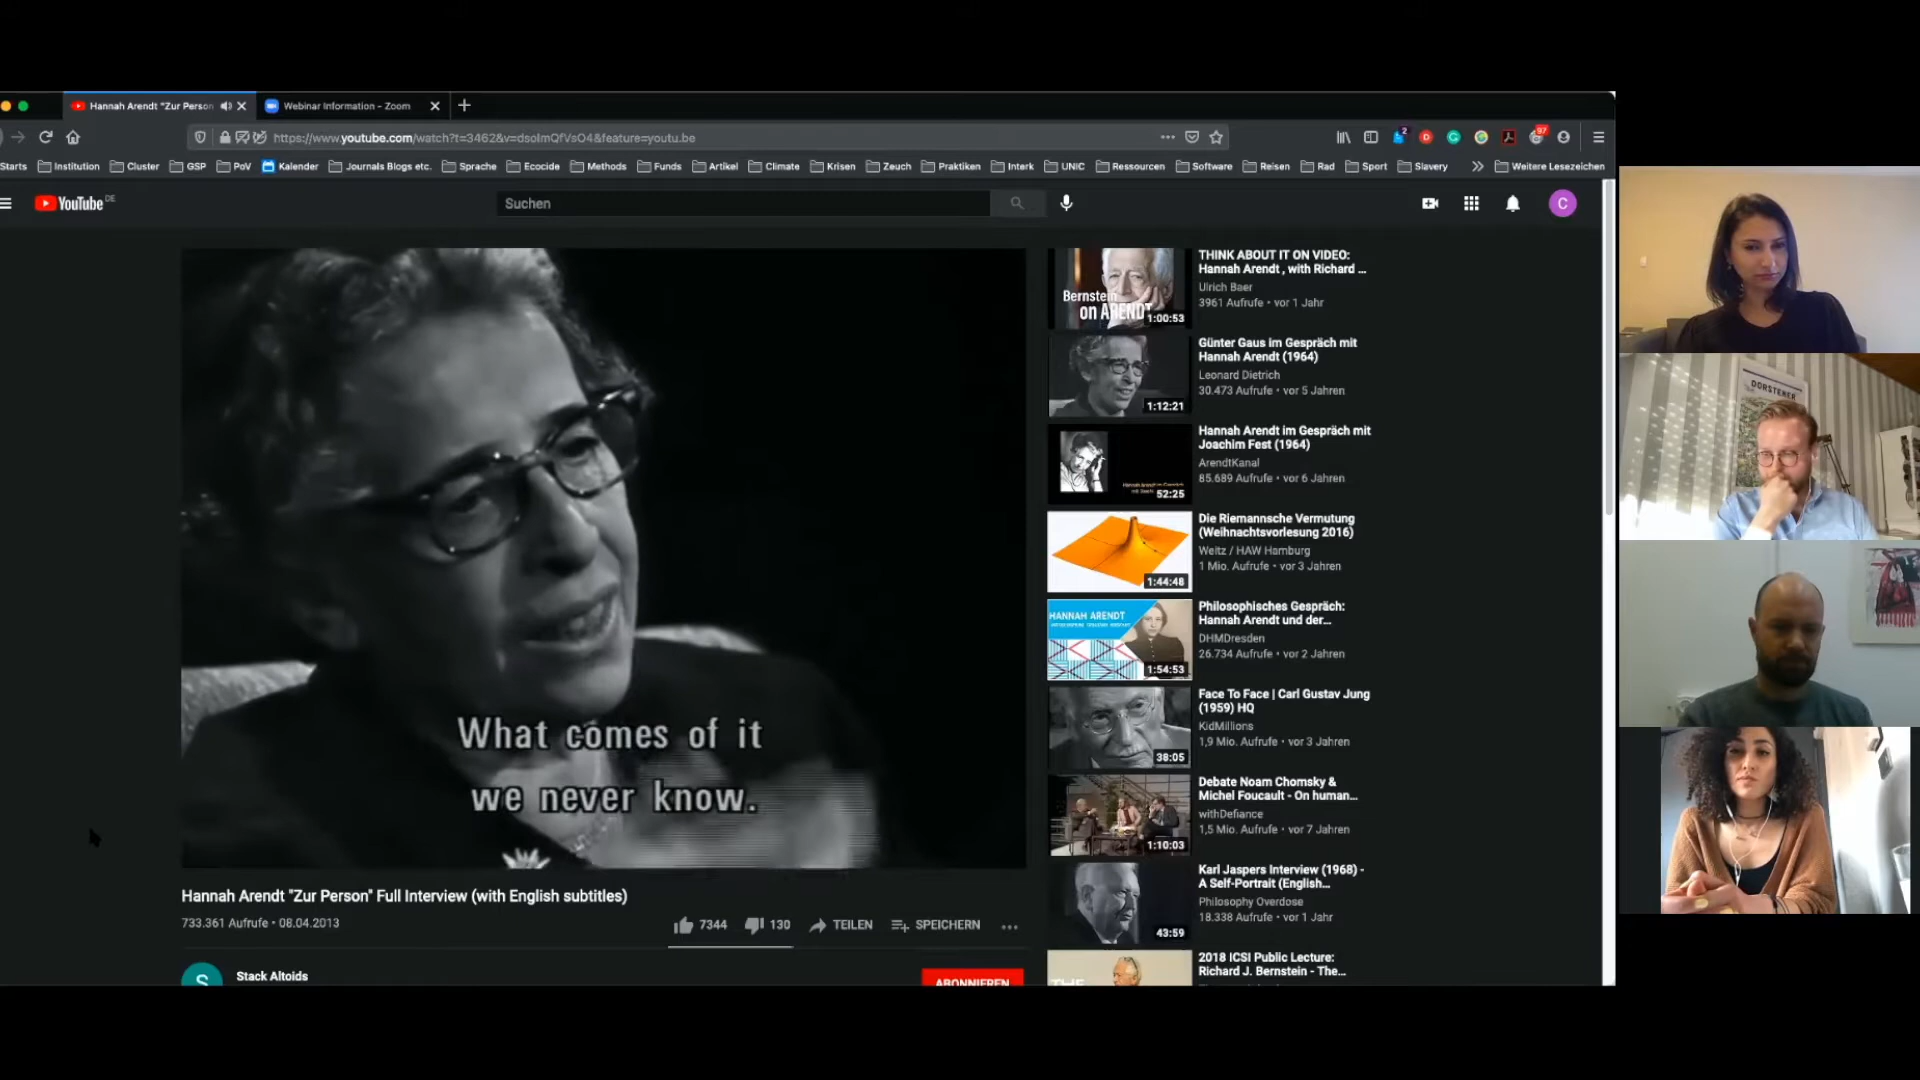 Hannah Arendt "Zur Person
Webinar Information - Zoom
https://www.youtube.com/watch?t=3462&v=dsoImQfVsO4&feature=youtu.be
2
97
Starts
Institution
Cluster
GSP
PoV
Kalender
Journals Blogs etc.
Sprache
Ecocide
Methods
Funds
Artikel
Climate
Krisen
Zeuch
Praktiken
Interk
UNIC
Ressourcen
Software
Reisen
Rad
Sport
Slavery
Weitere Lesezeichen
YouTube DE
Suchen
C
What comes of it
we never know.
Hannah Arendt "Zur Person" Full Interview (with English subtitles)
733.361 Aufrufe • 08.04.2013
7344
130
TEILEN
SPEICHERN
S
Stack Altoids
ABONNIEREN
Bernstein
on ARENDT
1:00:53
THINK ABOUT IT ON VIDEO:
Hannah Arendt , with Richard ...
Ulrich Baer
3961 Aufrufe • vor 1 Jahr
1:12:21
Günter Gaus im Gespräch mit
Hannah Arendt (1964)
Leonard Dietrich
30.473 Aufrufe • vor 5 Jahren
52:25
Hannah Arendt im Gespräch mit
Joachim Fest (1964)
ArendtKanal
85.689 Aufrufe • vor 6 Jahren
1:44:48
Die Riemannsche Vermutung
(Weihnachtsvorlesung 2016)
Weitz / HAW Hamburg
1 Mio. Aufrufe • vor 3 Jahren
HANNAH ARENDT
1:54:53
Philosophisches Gespräch:
Hannah Arendt und der...
DHMDresden
26.734 Aufrufe • vor 2 Jahren
38:05
Face To Face | Carl Gustav Jung
(1959) HQ
KidMillions
1,9 Mio. Aufrufe • vor 3 Jahren
1:10:03
Debate Noam Chomsky &
Michel Foucault - On human...
withDefiance
1,5 Mio. Aufrufe • vor 7 Jahren
43:59
Karl Jaspers Interview (1968) -
A Self-Portrait (English...
Philosophy Overdose
18.338 Aufrufe • vor 1 Jahr
THE
2018 ICSI Public Lecture:
Richard J. Bernstein - The...
DORSTENER